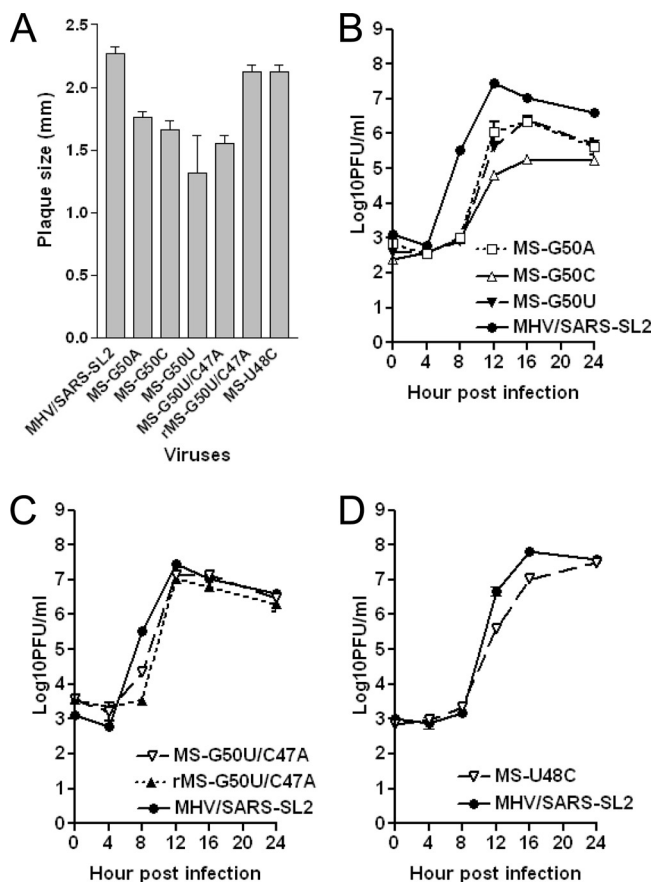 A
Plaque size (mm)
2.5
2.0
1.5
2.5
0.0
MHV/SARS-SL2
MS-G50A
MS-G50C
MS-G50U
MS-G50U/C47A
rMS-G50U/C47A
MS-U48C
Viruses
B
Log10PFU/ml
9
8
7
6
5
4
3
2
1
0
MS-G50A
MS-G50C
MS-G50U
MHV/SARS-SL2
0 4 8 12 16 20 24
Hour post infection
C
Log10PFU/ml
9
8
7
6
5
4
3
2
1
0
MS-G50U/C47A
rMS-G50U/C47A
MHV/SARS-SL2
0 4 8 12 16 20 24
Hour post infection
D
Log10PFU/ml
9
8
7
6
5
4
3
2
1
0
MS-U48C
MHV/SARS-SL2
0 4 8 12 16 20 24
Hour post infection